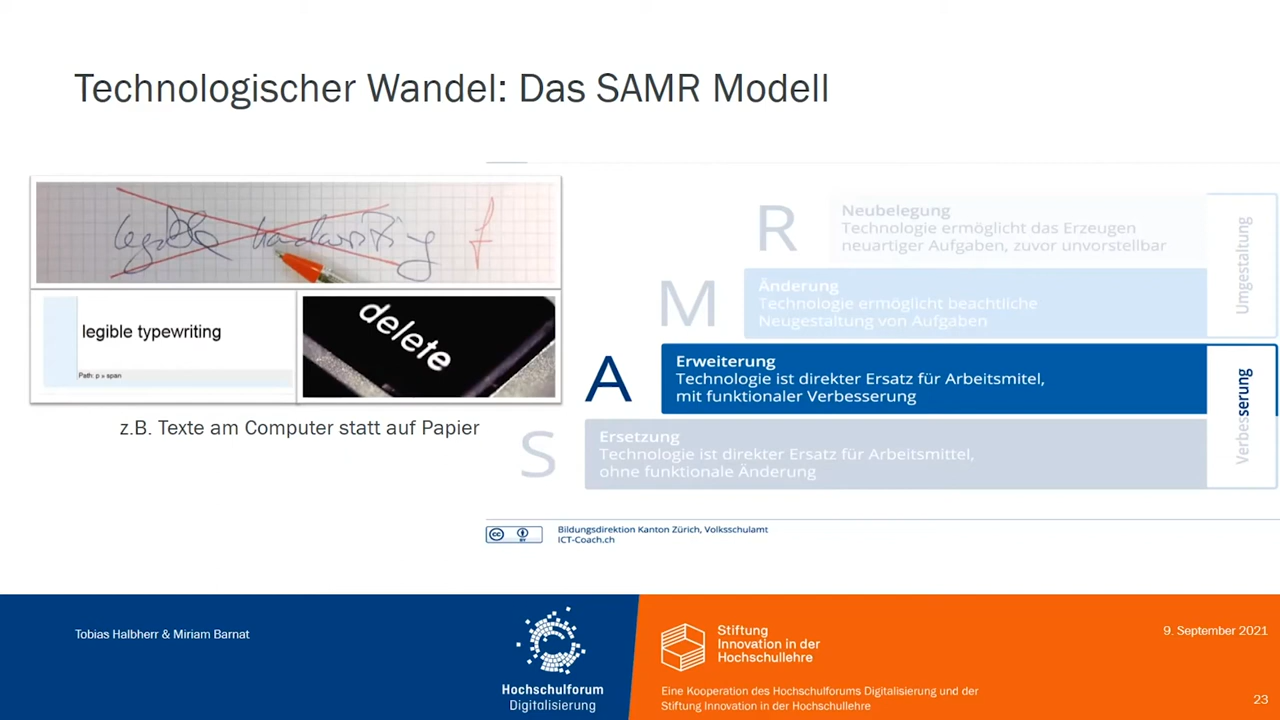 Technologischer Wandel: Das SAMR Modell
legible handwriting f
legible typewriting
Path: p » span
delete
z.B. Texte am Computer statt auf Papier
R
Neubelegung
Technologie ermöglicht das Erzeugen
neuartiger Aufgaben, zuvor unvorstellbar
M
Änderung
Technologie ermöglicht beachtliche
Neugestaltung von Aufgaben
Umgestaltung
A
Erweiterung
Technologie ist direkter Ersatz für Arbeitsmitel,
mit funktionaler Verbesserung
S
Ersetzung
Technologie ist direkter Ersatz für Arbeitsmittel,
ohne funktionale Änderung
Verbesserung
cc BY
Bildungsdirektion Kanton Zürich, Volksschulamt
ICT-Coach.ch
Tobias Halbherr & Miriam Barnat
Hochschulforum
Digitalisierung
Stiftung
Innovation in der
Hochschullehre
Eine Kooperation des Hochschulforums Digitalisierung und der
Stiftung Innovation in der Hochschullehre
9. September 2021
23